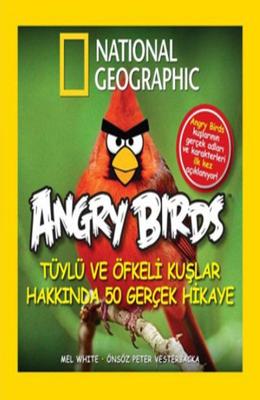 NATIONAL
GEOGRAPHIC
Angry Birds
kuşlarının
gerçek adları
ve karakterleri
ilk kez
açıklanıyor!
ANGRY BIRDS
TÜYLÜ VE ÖFKELİ KUŞLAR
HAKKINDA 50 GERÇEK HİKAYE
MEL WHITE · ÖNSÖZ PETER VESTERBACKA